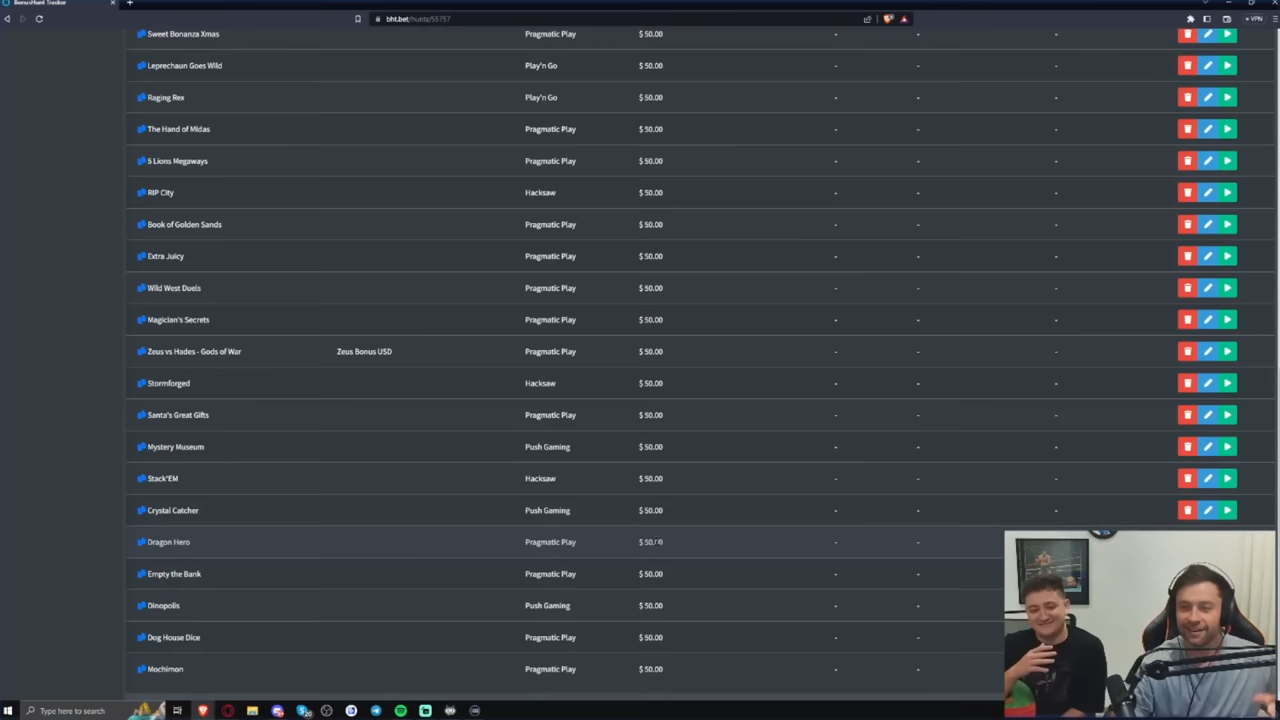 BonusHunt Tracker
bht.bet/hunts/55757
VPN
Sweet Bonanza Xmas Pragmatic Play $ 50.00 - - -
Leprechaun Goes Wild Play'n Go $ 50.00 - - -
Raging Rex Play'n Go $ 50.00 - - -
The Hand of Midas Pragmatic Play $ 50.00 - - -
5 Lions Megaways Pragmatic Play $ 50.00 - - -
RIP City Hacksaw $ 50.00 - - -
Book of Golden Sands Pragmatic Play $ 50.00 - - -
Extra Juicy Pragmatic Play $ 50.00 - - -
Wild West Duels Pragmatic Play $ 50.00 - - -
Magician's Secrets Pragmatic Play $ 50.00 - - -
Zeus vs Hades - Gods of War Zeus Bonus USD Pragmatic Play $ 50.00 - - -
Stormforged Hacksaw $ 50.00 - - -
Santa's Great Gifts Pragmatic Play $ 50.00 - - -
Mystery Museum Push Gaming $ 50.00 - - -
Stack'EM Hacksaw $ 50.00 - - -
Crystal Catcher Push Gaming $ 50.00 - - -
Dragon Hero Pragmatic Play $ 50.00 - -
Empty the Bank Pragmatic Play $ 50.00 - -
Dinopolis Push Gaming $ 50.00 - -
Dog House Dice Pragmatic Play $ 50.00 - -
Mochimon Pragmatic Play $ 50.00 - -
Type here to search